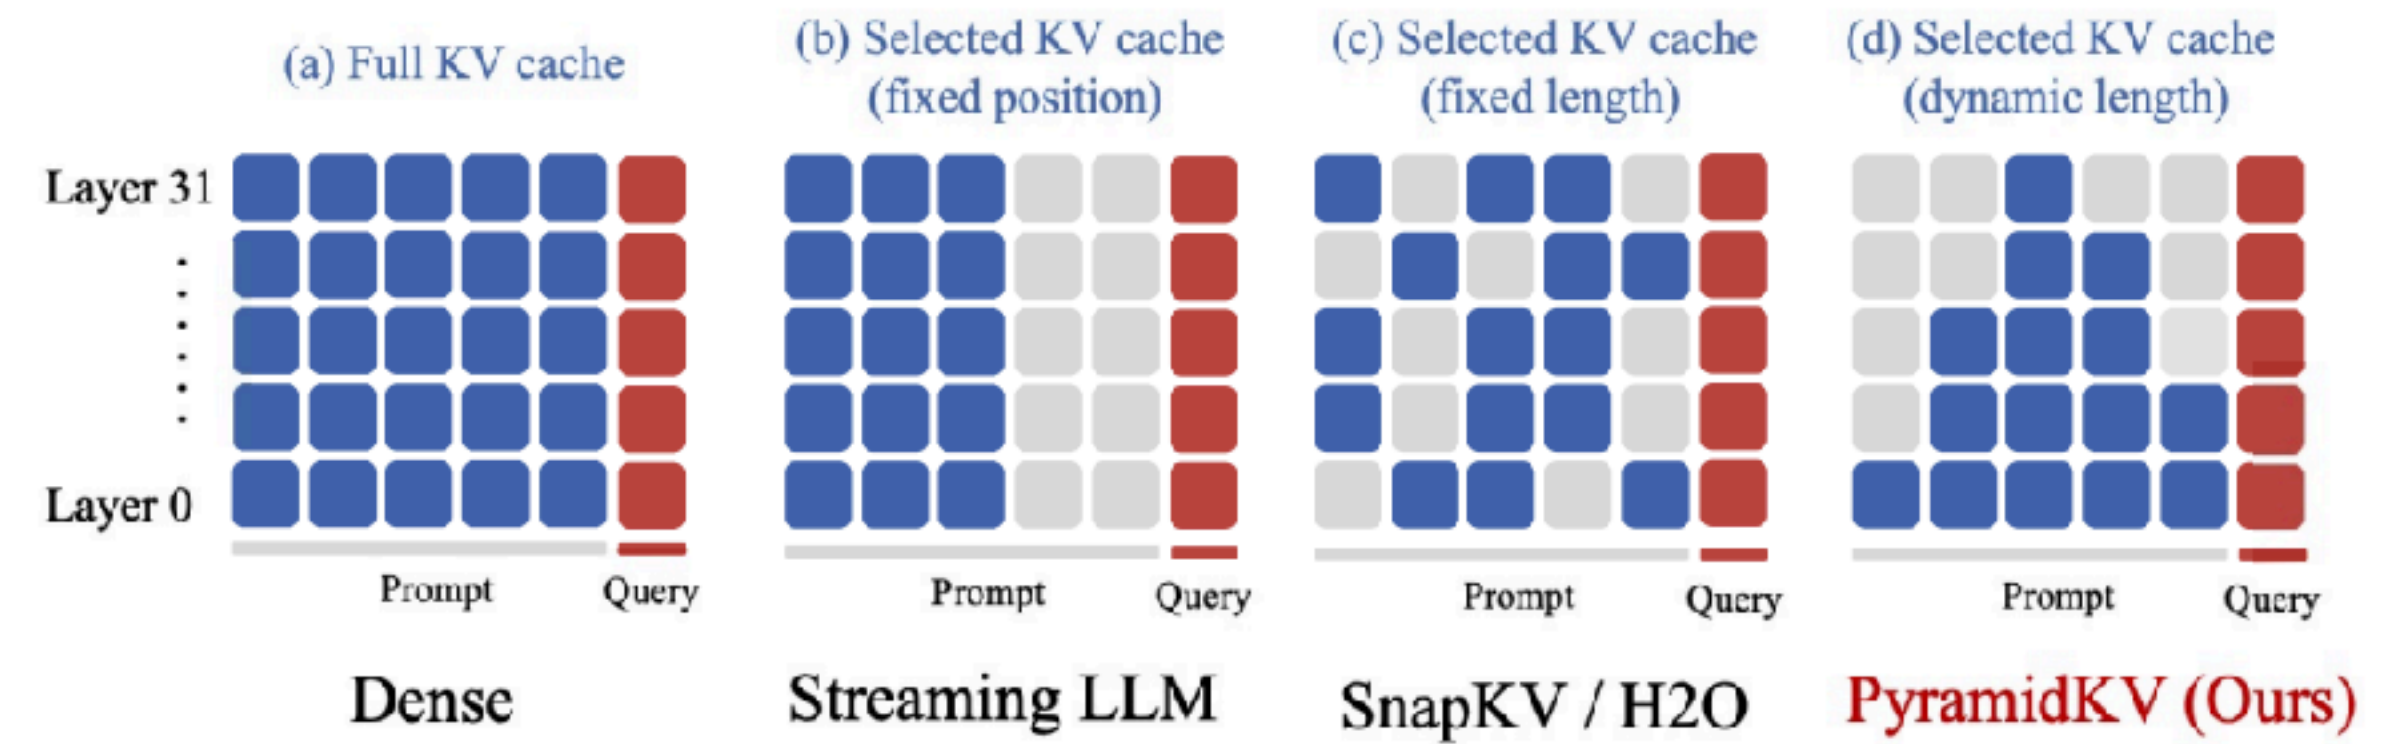 (a) Full KV cache
(b) Selected KV cache
(fixed position)
(c) Selected KV cache
(fixed length)
(d) Selected KV cache
(dynamic length)
Layer 31
Layer 0
Prompt
Query
Prompt
Query
Prompt
Query
Prompt
Query
Dense
Streaming LLM
SnapKV / H2O
PyramidKV (Ours)